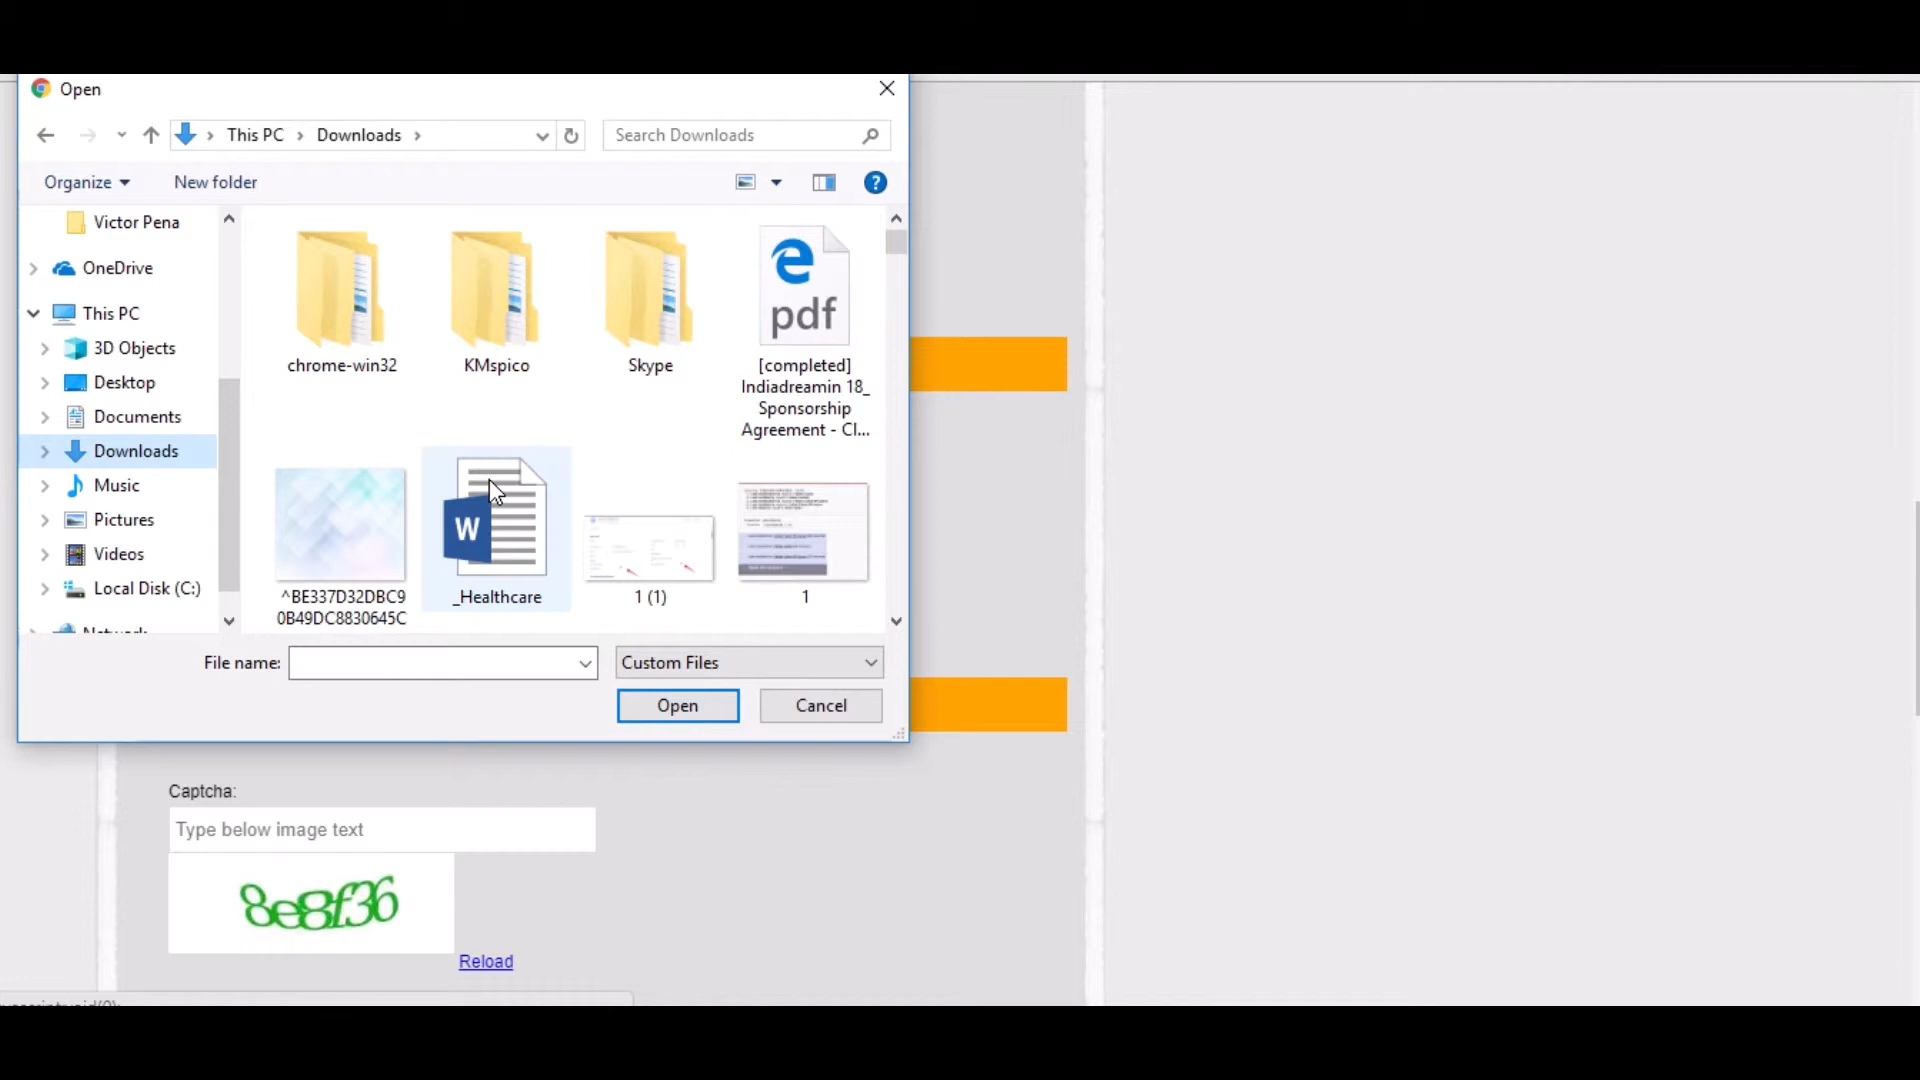 Open
This PC > Downloads >
Search Downloads
Organize
New folder
?
Victor Pena
OneDrive
This PC
3D Objects
Desktop
Documents
Downloads
Music
Pictures
Videos
Local Disk (C:)
Network
chrome-win32
KMspico
Skype
pdf
[completed]
Indiadreamin 18_
Sponsorship
Agreement - Cl...
^BE337D32DBC9
0B49DC8830645C
W
_Healthcare
1 (1)
1
File name:
Custom Files
Open
Cancel
Captcha:
Type below image text
8e8f36
Reload